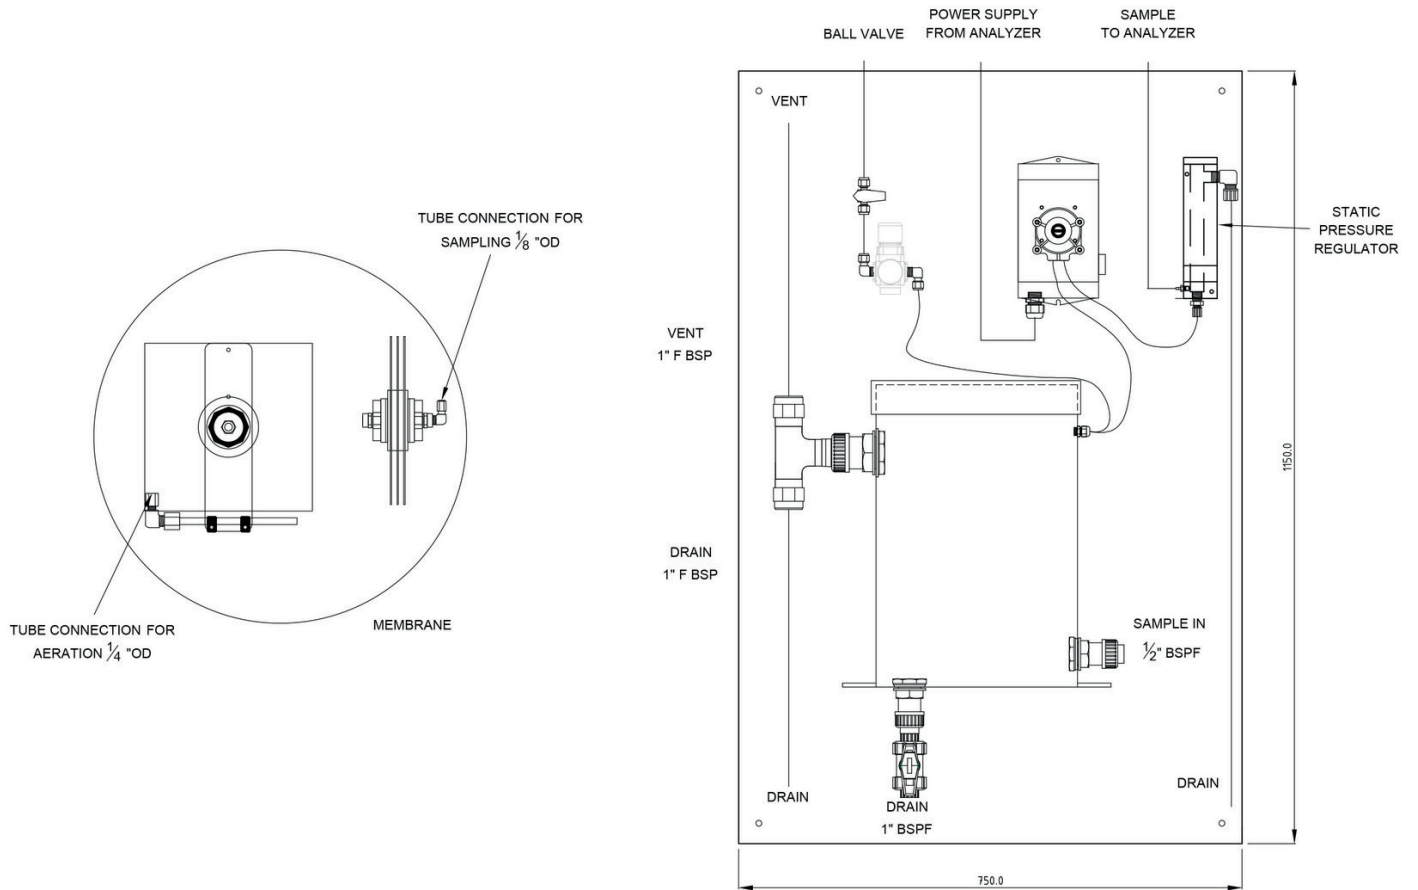 BALL VALVE
POWER SUPPLY
FROM ANALYZER
SAMPLE
TO ANALYZER
VENT
TUBE CONNECTION FOR
SAMPLING 1/8 "OD
STATIC
PRESSURE
REGULATOR
VENT
1" F BSP
1150.0
DRAIN
1" F BSP
TUBE CONNECTION FOR
AERATION 1/4 "OD
MEMBRANE
SAMPLE IN
1/2" BSPF
DRAIN
DRAIN
DRAIN
1" BSPF
750.0